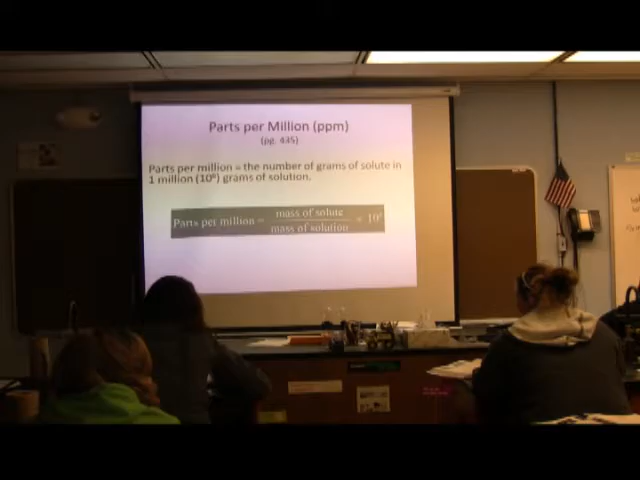 Parts per Million (ppm)
(pg. 435)
Parts per million = the number of grams of solute in
1 million (10⁶) grams of solution.
Parts per million = mass of solute / mass of solution × 10⁶